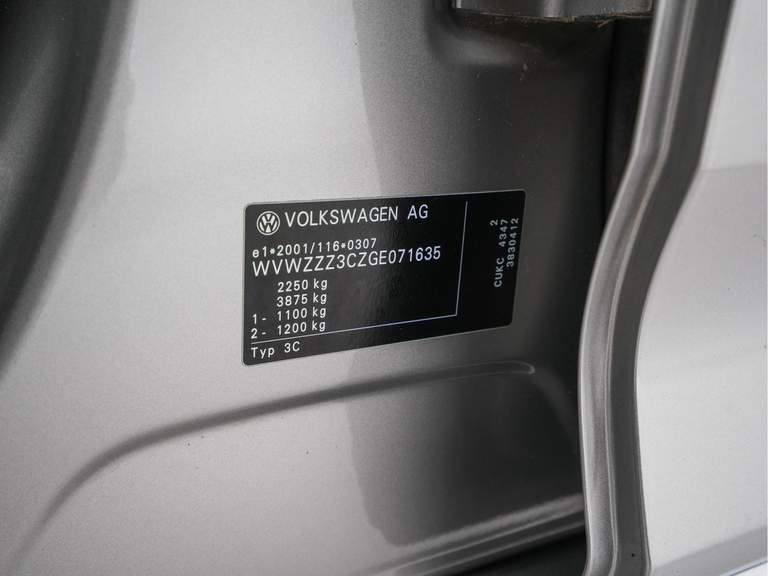 VOLKSWAGEN AG
e1*2001/116*0307
WVWZZZ3CZGE071635
2250 kg
3875 kg
1- 1100 kg
2- 1200 kg
Typ 3C
2
CUKC 4347
3830412